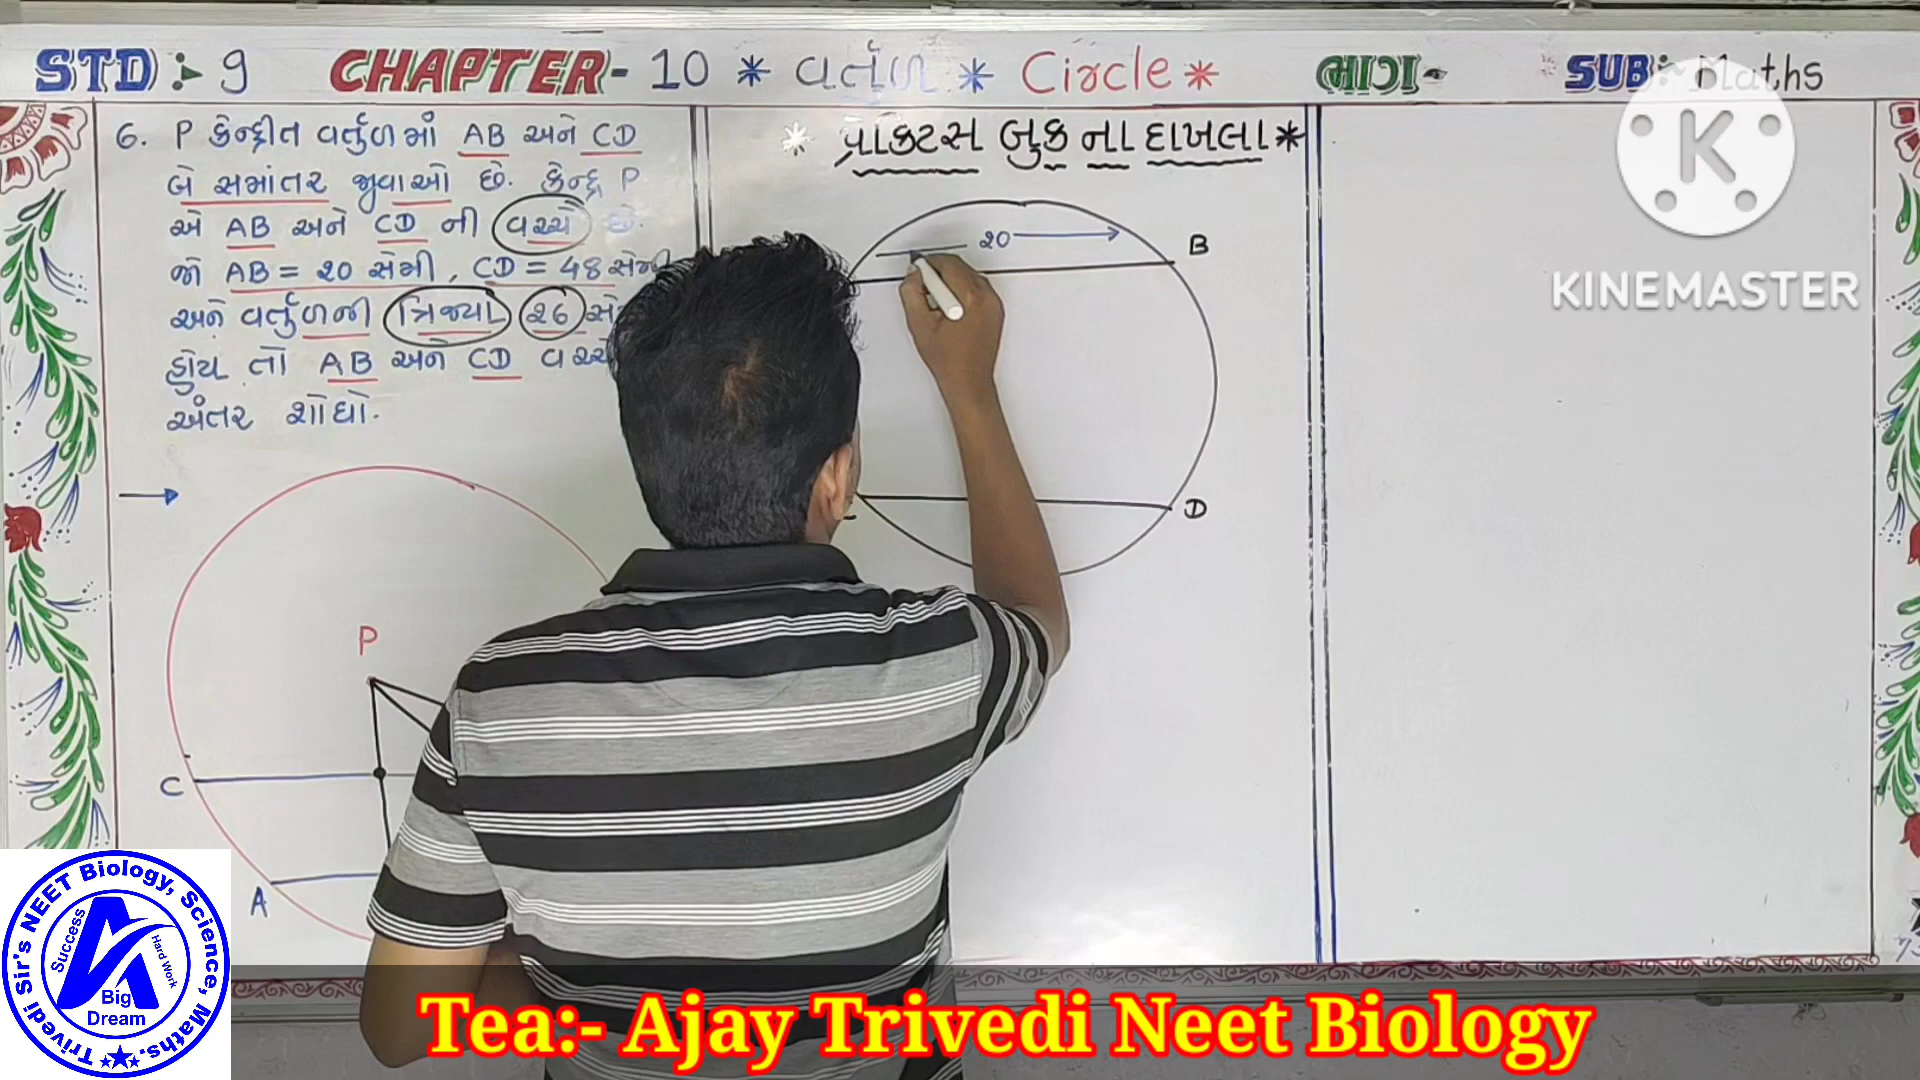 STD : 9 CHAPTER - 10 * વર્તુળ * Circle * ભાગ - SUB : Maths
6. P કેન્દ્રીત વર્તુળમાં AB અને CD
બે સમાંતર જીવાઓ છે. કેન્દ્ર P
એ AB અને CD ની વચ્ચે છે.
જો AB = 20 સેમી, CD = 48 સેમી
અને વર્તુળની ત્રિજ્યા 26
હોય તો AB અને CD
અંતર શોધો.
* પ્રેકિટસ બુક ના દાખલા *
20
B
D
P
C
A
K
KINEMASTER
Trivedi Sir's NEET Biology, Science, Maths.
Success
Hard Work
Big
Dream
Tea:- Ajay Trivedi Neet Biology